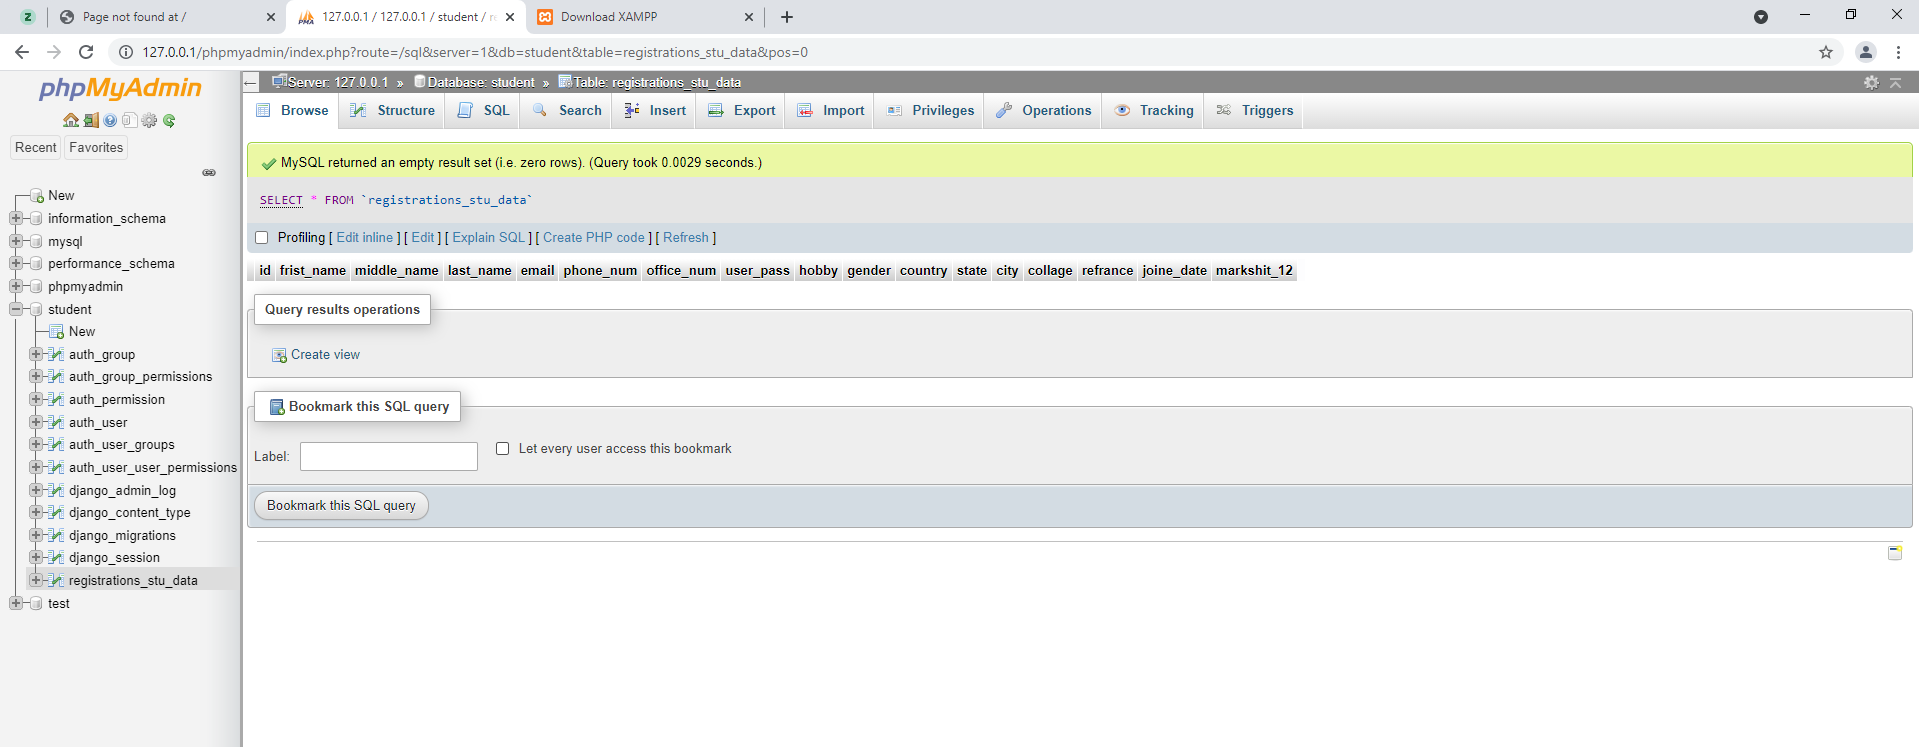 Page not found at /
127.0.0.1 / 127.0.0.1 / student / r
Download XAMPP
127.0.0.1/phpmyadmin/index.php?route=/sql&server=1&db=student&table=registrations_stu_data&pos=0
phpMyAdmin
Recent
Favorites
New
information_schema
mysql
performance_schema
phpmyadmin
student
New
auth_group
auth_group_permissions
auth_permission
auth_user
auth_user_groups
auth_user_user_permissions
django_admin_log
django_content_type
django_migrations
django_session
registrations_stu_data
test
Server: 127.0.0.1 » Database: student » Table: registrations_stu_data
Browse Structure SQL Search Insert Export Import Privileges Operations Tracking Triggers
MySQL returned an empty result set (i.e. zero rows). (Query took 0.0029 seconds.)
SELECT * FROM `registrations_stu_data`
Profiling [ Edit inline ] [ Edit ] [ Explain SQL ] [ Create PHP code ] [ Refresh ]
id frist_name middle_name last_name email phone_num office_num user_pass hobby gender country state city collage refrance joine_date markshit_12
Query results operations
Create view
Bookmark this SQL query
Label:
Let every user access this bookmark
Bookmark this SQL query